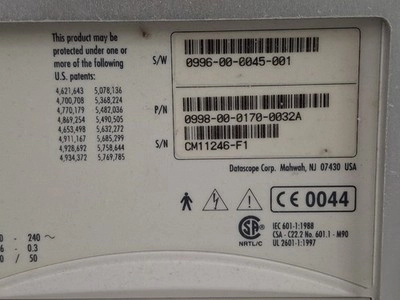 This product may be
protected under one
or more of the following
U.S. patents:
4,621,643 5,078,136
4,700,708 5,368,224
4,770,179 5,482,036
4,869,254 5,490,505
4,653,498 5,632,272
4,911,167 5,685,299
4,928,692 5,758,644
4,934,372 5,769,785
S/W 0996-00-0045-001
P/N 0998-00-0170-0032A
S/N CM11246-F1
Datascope Corp. Mahwah, NJ 07430 USA
CE 0044
SA
NRTL/C
IEC 601-1:1988
CSA - C22.2 No. 601.1 - M90
UL 2601-1:1997
0 - 240 ~
6 - 0.3
0 / 50